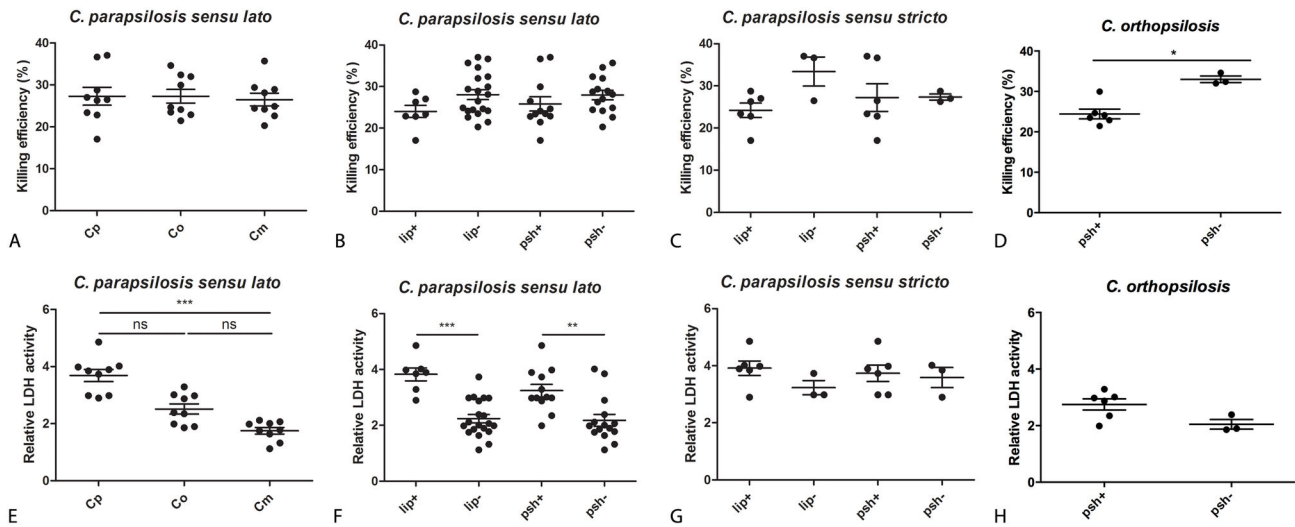 C. parapsilosis sensu lato
Killing efficiency (%)
40
30
20
10
0
Cp
Co
Cm
A
C. parapsilosis sensu lato
Killing efficiency (%)
40
30
20
10
0
lip+
lip-
psh+
psh-
B
C. parapsilosis sensu stricto
Killing efficiency (%)
40
30
20
10
0
lip+
lip-
psh+
psh-
C
C. orthopsilosis
*
Killing efficiency (%)
40
30
20
10
0
psh+
psh-
D
C. parapsilosis sensu lato
***
ns
ns
Relative LDH activity
6
4
2
0
Cp
Co
Cm
E
C. parapsilosis sensu lato
***
**
Relative LDH activity
6
4
2
0
lip+
lip-
psh+
psh-
F
C. parapsilosis sensu stricto
Relative LDH activity
6
4
2
0
lip+
lip-
psh+
psh-
G
C. orthopsilosis
Relative LDH activity
6
4
2
0
psh+
psh-
H